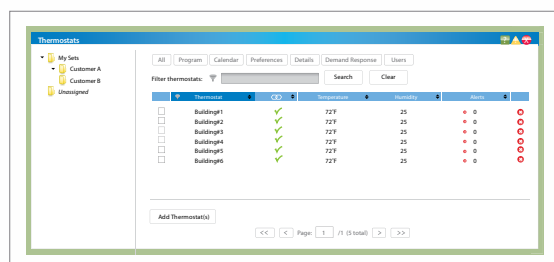 Thermostats
My Sets
Customer A
Customer B
Unassigned
All Program Calendar Preferences Details Demand Response Users
Filter thermostats: Search Clear
Thermostat Temperature Humidity Alerts
Building#1 72°F 25 0
Building#2 72°F 25 0
Building#3 72°F 25 0
Building#4 72°F 25 0
Building#5 72°F 25 0
Building#6 72°F 25 0
Add Thermostat(s)
<< < Page: 1 /1 (5 total) > >>